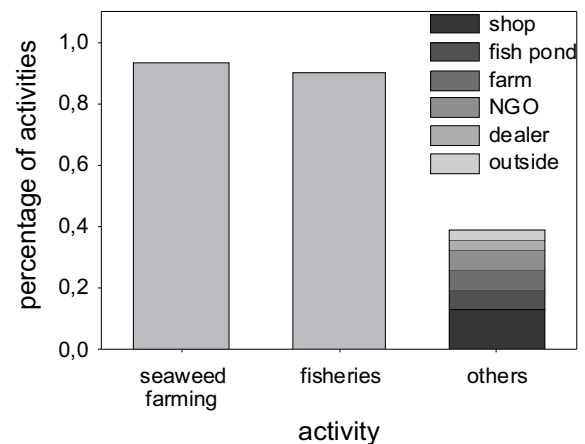 percentage of activities
1,0
0,8
0,6
0,4
0,2
0,0
shop
fish pond
farm
NGO
dealer
outside
seaweed
farming
fisheries
others
activity